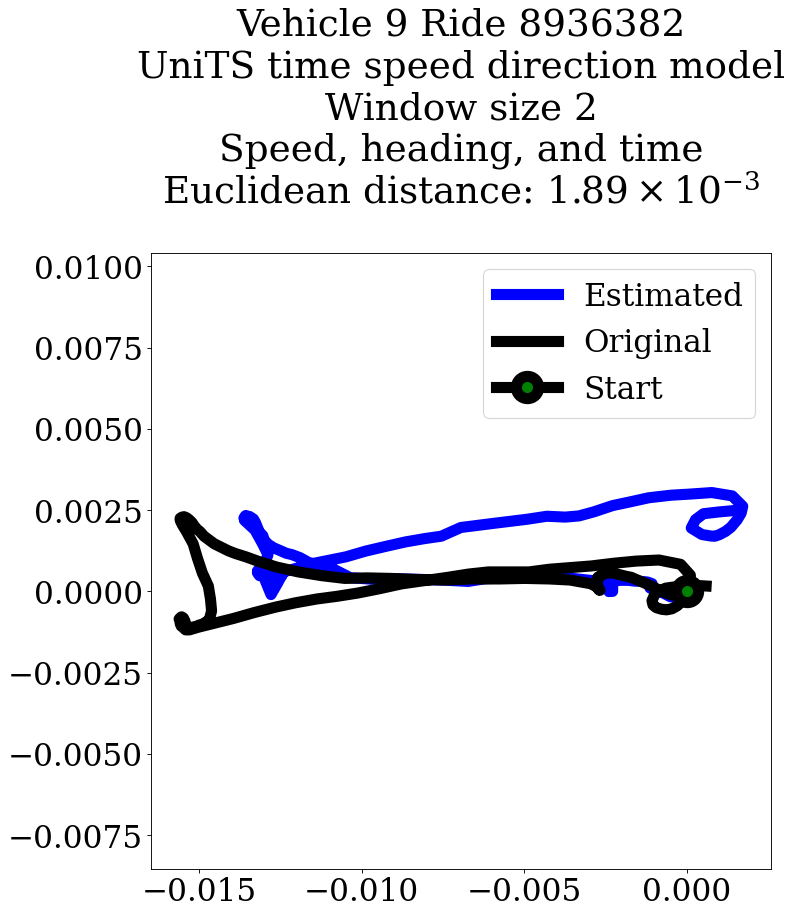 Vehicle 9 Ride 8936382
UniTS time speed direction model
Window size 2
Speed, heading, and time
Euclidean distance: 1.89 × 10⁻³
Estimated
Original
Start
0.0100
0.0075
0.0050
0.0025
0.0000
−0.0025
−0.0050
−0.0075
−0.015 −0.010 −0.005 0.000